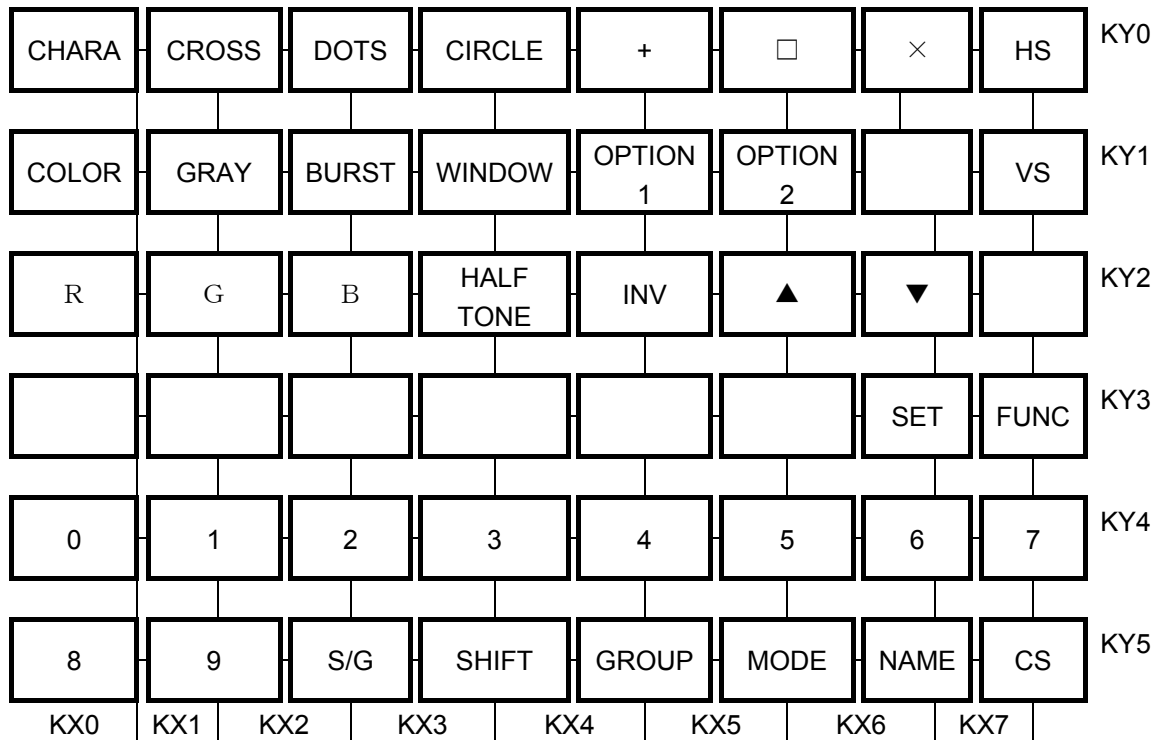 CHARA CROSS DOTS CIRCLE + □ × HS KY0
COLOR GRAY BURST WINDOW OPTION 1 OPTION 2 VS KY1
R G B HALF TONE INV ▲ ▼ KY2
SET FUNC KY3
0 1 2 3 4 5 6 7 KY4
8 9 S/G SHIFT GROUP MODE NAME CS KY5
KX0 KX1 KX2 KX3 KX4 KX5 KX6 KX7